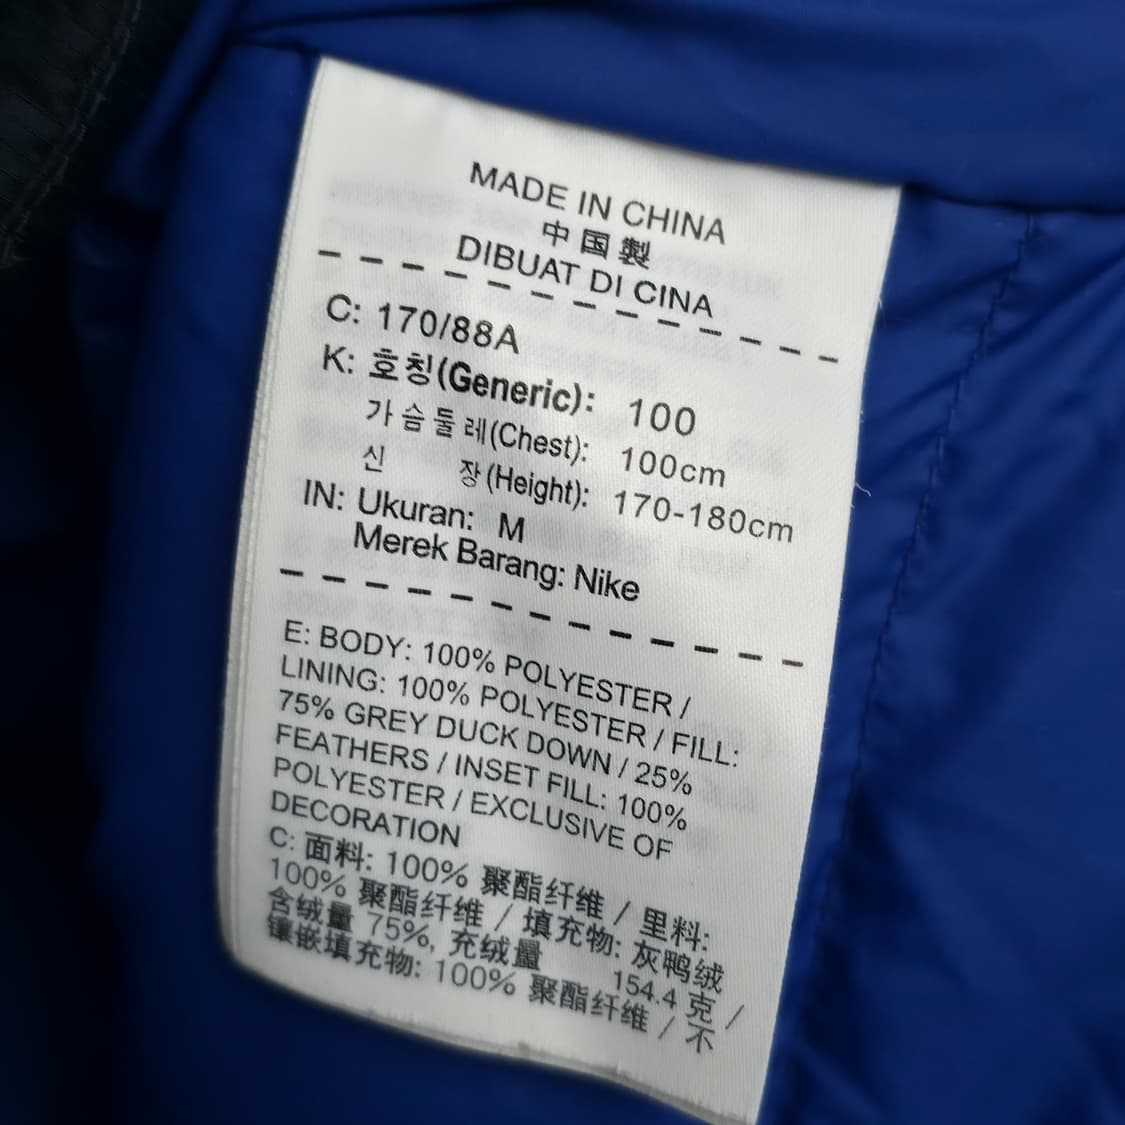 MADE IN CHINA
中国製
DIBUAT DI CINA
C: 170/88A
K: 호칭(Generic): 100
가슴둘레(Chest): 100cm
신 장(Height): 170-180cm
IN: Ukuran: M
Merek Barang: Nike
E: BODY: 100% POLYESTER /
LINING: 100% POLYESTER / FILL:
75% GREY DUCK DOWN / 25%
FEATHERS / INSET FILL: 100%
POLYESTER / EXCLUSIVE OF
DECORATION
C: 面料: 100% 聚酯纤维 / 里料:
100% 聚酯纤维 / 填充物: 灰鸭绒
含绒量 75%, 充绒量 154.4 克 /
镶嵌填充物: 100% 聚酯纤维 / 不